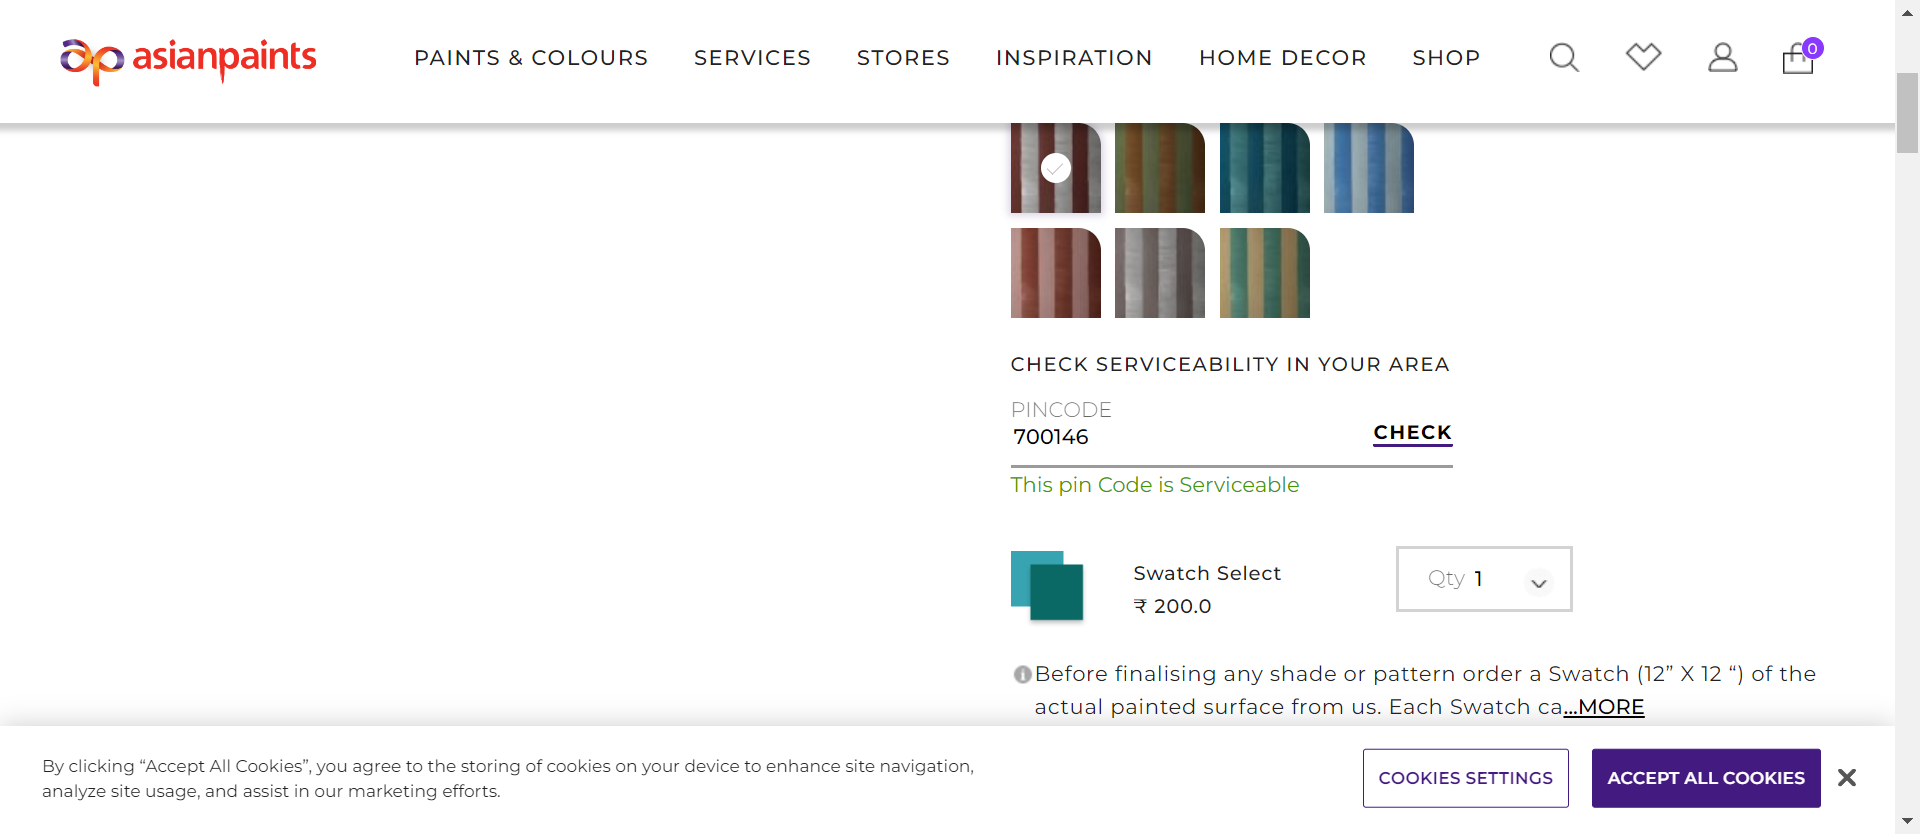 asianpaints
PAINTS & COLOURS SERVICES STORES INSPIRATION HOME DECOR SHOP
0
CHECK SERVICEABILITY IN YOUR AREA
PINCODE
700146
CHECK
This pin Code is Serviceable
Swatch Select
₹ 200.0
Qty 1
Before finalising any shade or pattern order a Swatch (12” X 12 “) of the
actual painted surface from us. Each Swatch ca...MORE
By clicking “Accept All Cookies”, you agree to the storing of cookies on your device to enhance site navigation,
analyze site usage, and assist in our marketing efforts.
COOKIES SETTINGS
ACCEPT ALL COOKIES